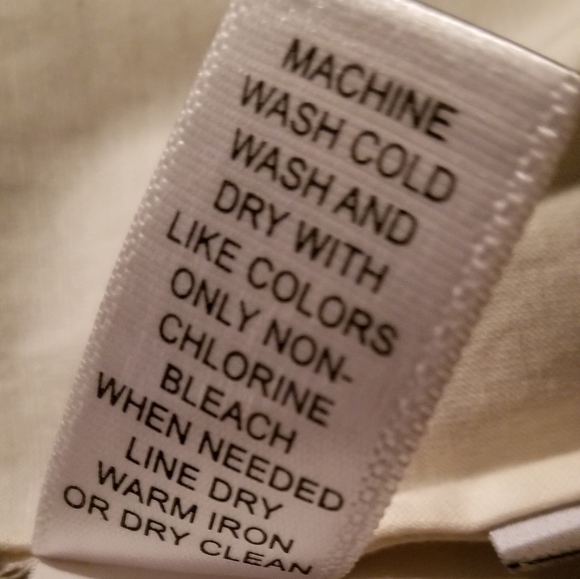 MACHINE
WASH COLD
WASH AND
DRY WITH
LIKE COLORS
ONLY NON-
CHLORINE
BLEACH
WHEN NEEDED
LINE DRY
WARM IRON
OR DRY CLEAN